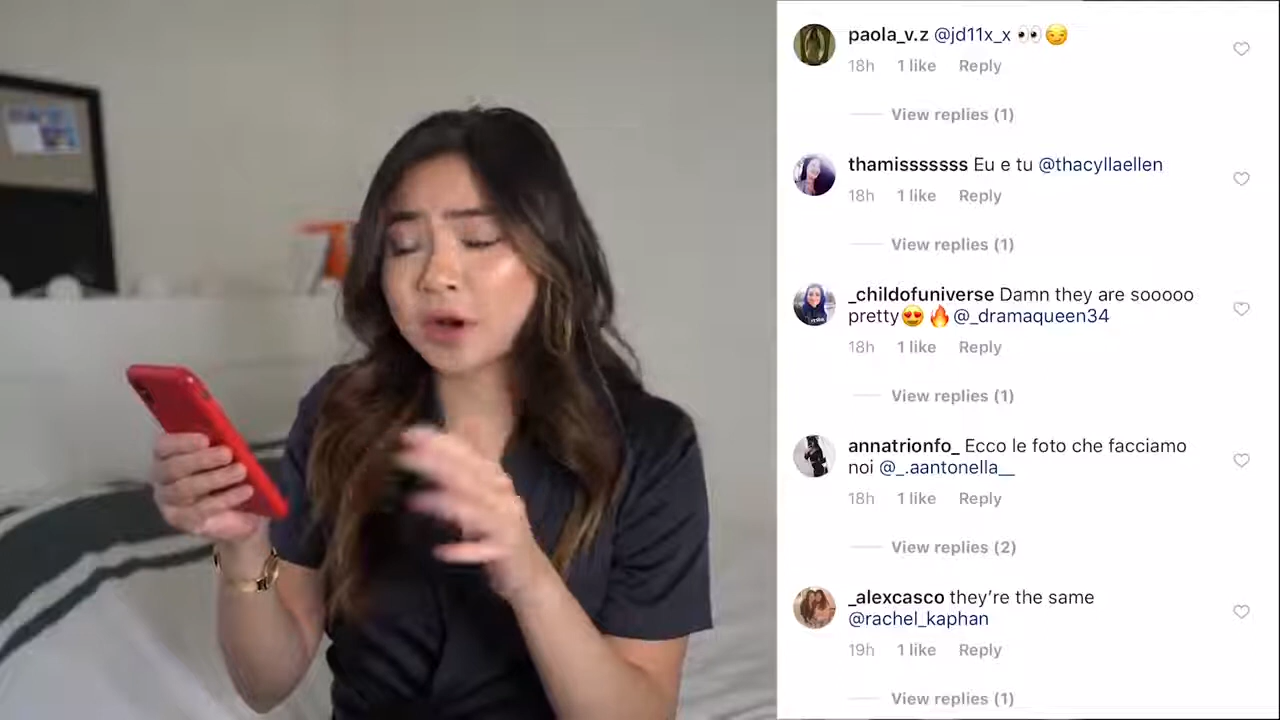 paola_v.z @jd11x_x 👀😏
18h 1 like Reply
View replies (1)
thamisssssss Eu e tu @thacyllaellen
18h 1 like Reply
View replies (1)
_childofuniverse Damn they are sooooo
pretty😍🔥@_dramaqueen34
18h 1 like Reply
View replies (1)
annatrionfo_ Ecco le foto che facciamo
noi @_.aantonella__
18h 1 like Reply
View replies (2)
_alexcasco they’re the same
@rachel_kaphan
19h 1 like Reply
View replies (1)